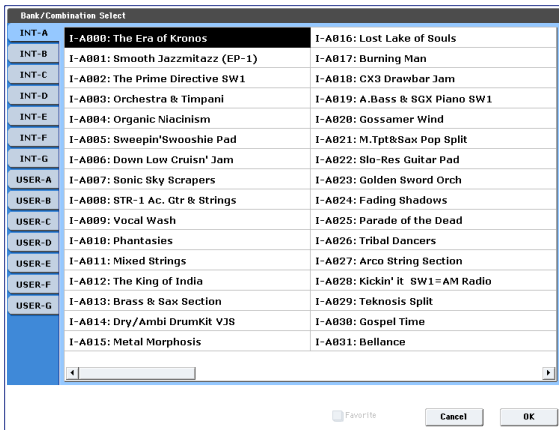 Bank/Combination Select
INT-A
INT-B
INT-C
INT-D
INT-E
INT-F
INT-G
USER-A
USER-B
USER-C
USER-D
USER-E
USER-F
USER-G
I-A000: The Era of Kronos
I-A001: Smooth Jazzmitazz (EP-1)
I-A002: The Prime Directive SW1
I-A003: Orchestra & Timpani
I-A004: Organic Niacinism
I-A005: Sweepin'Swooshie Pad
I-A006: Down Low Cruisn' Jam
I-A007: Sonic Sky Scrapers
I-A008: STR-1 Ac. Gtr & Strings
I-A009: Vocal Wash
I-A010: Phantasies
I-A011: Mixed Strings
I-A012: The King of India
I-A013: Brass & Sax Section
I-A014: Dry/Ambi DrumKit VJS
I-A015: Metal Morphosis
I-A016: Lost Lake of Souls
I-A017: Burning Man
I-A018: CX3 Drawbar Jam
I-A019: A.Bass & SGX Piano SW1
I-A020: Gossamer Wind
I-A021: M.Tpt&Sax Pop Split
I-A022: Slo-Res Guitar Pad
I-A023: Golden Sword Orch
I-A024: Fading Shadows
I-A025: Parade of the Dead
I-A026: Tribal Dancers
I-A027: Arco String Section
I-A028: Kickin' it SW1=AM Radio
I-A029: Teknosis Split
I-A030: Gospel Time
I-A031: Bellance
Favorite
Cancel
OK